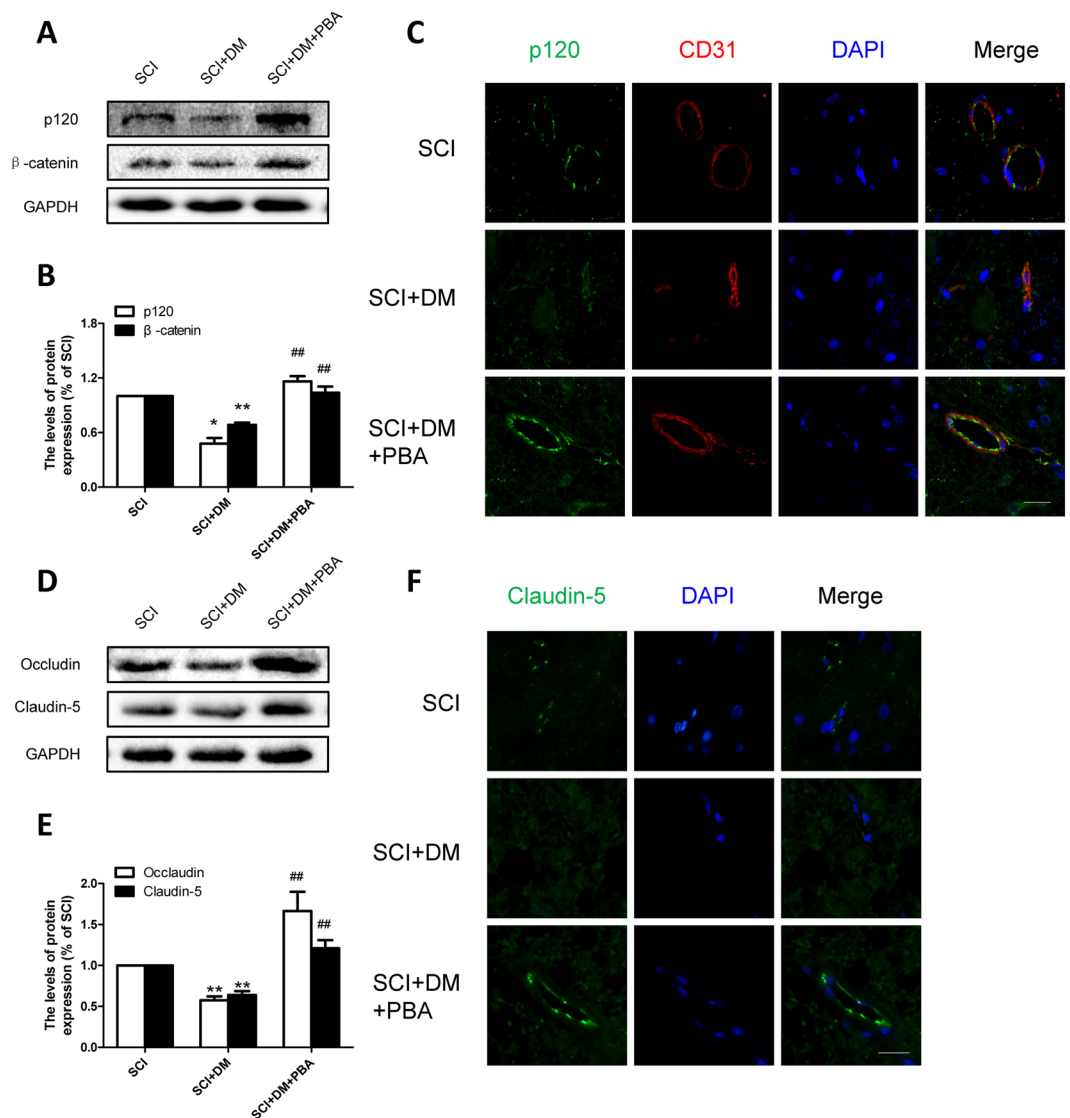 A
SCI
SCI+DM
SCI+DM+PBA
p120
β-catenin
GAPDH
B
p120
β-catenin
The levels of protein
expression (% of SCI)
1.8
1.2
0.6
0.0
*
**
##
##
SCI
SCI+DM
SCI+DM+PBA
C
p120
CD31
DAPI
Merge
SCI
SCI+DM
SCI+DM
+PBA
D
SCI
SCI+DM
SCI+DM+PBA
Occludin
Claudin-5
GAPDH
E
Occlaudin
Claudin-5
The levels of protein
expression (% of SCI)
2.0
1.5
1.0
0.5
0.0
**
**
##
##
SCI
SCI+DM
SCI+DM+PBA
F
Claudin-5
DAPI
Merge
SCI
SCI+DM
SCI+DM
+PBA